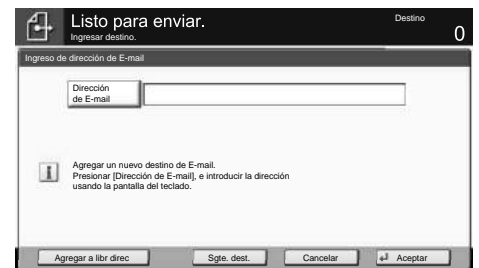 Listo para enviar.
Destino
Ingresar destino.
0
Ingreso de dirección de E-mail
Dirección
de E-mail
Agregar un nuevo destino de E-mail.
Presionar [Dirección de E-mail], e introducir la dirección
usando la pantalla del teclado.
Agregar a libr direc
Sgte. dest.
Cancelar
Aceptar